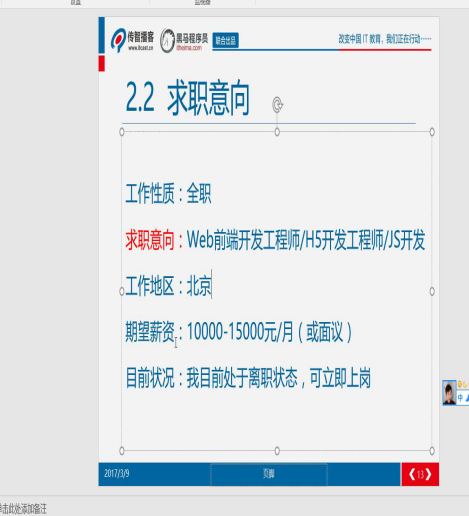 传智播客
www.itcast.cn
黑马程序员
itheima.com
联合出品
改变中国 IT 教育，我们正在行动……
2.2 求职意向
工作性质：全职
求职意向：Web前端开发工程师/H5开发工程师/JS开发
工作地区：北京
期望薪资：10000-15000元/月（或面议）
目前状况：我目前处于离职状态，可立即上岗
2017/3/9
页脚
13
单击此处添加备注